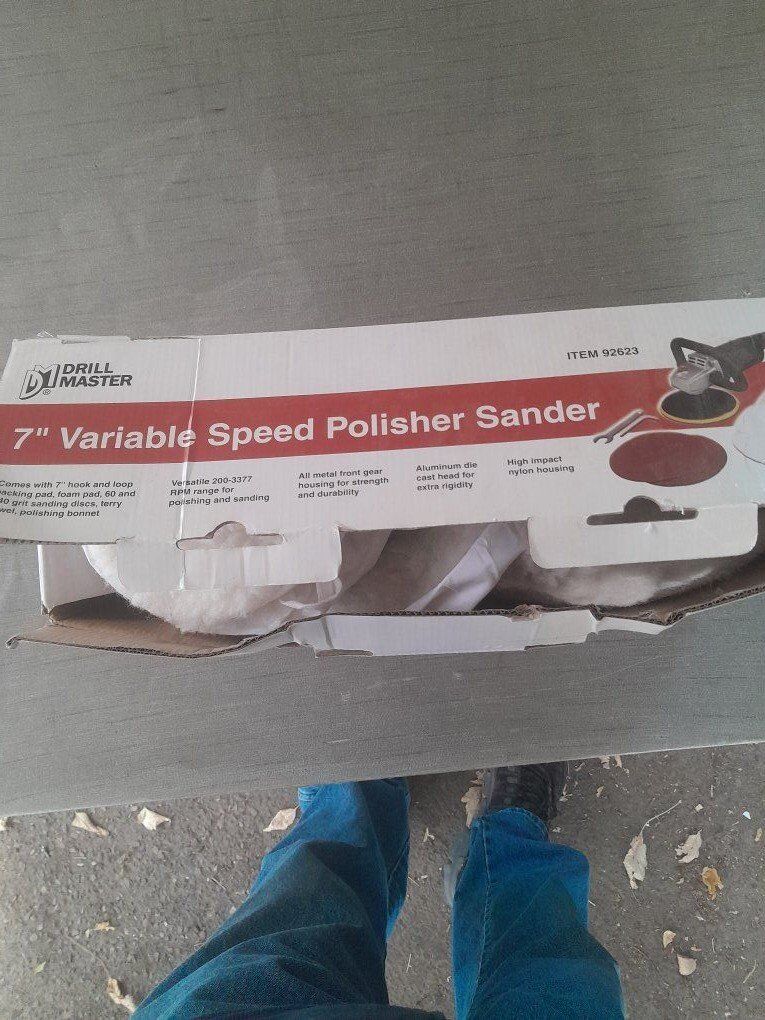 DRILL
MASTER
®
ITEM 92623
7" Variable Speed Polisher Sander
Comes with 7" hook and loop
backing pad, foam pad, 60 and
grit sanding discs, terry
polishing bonnet
Versatile 200-3377
RPM range for
polishing and sanding
All metal front gear
housing for strength
and durability
Aluminum die
cast head for
extra rigidity
High impact
nylon housing